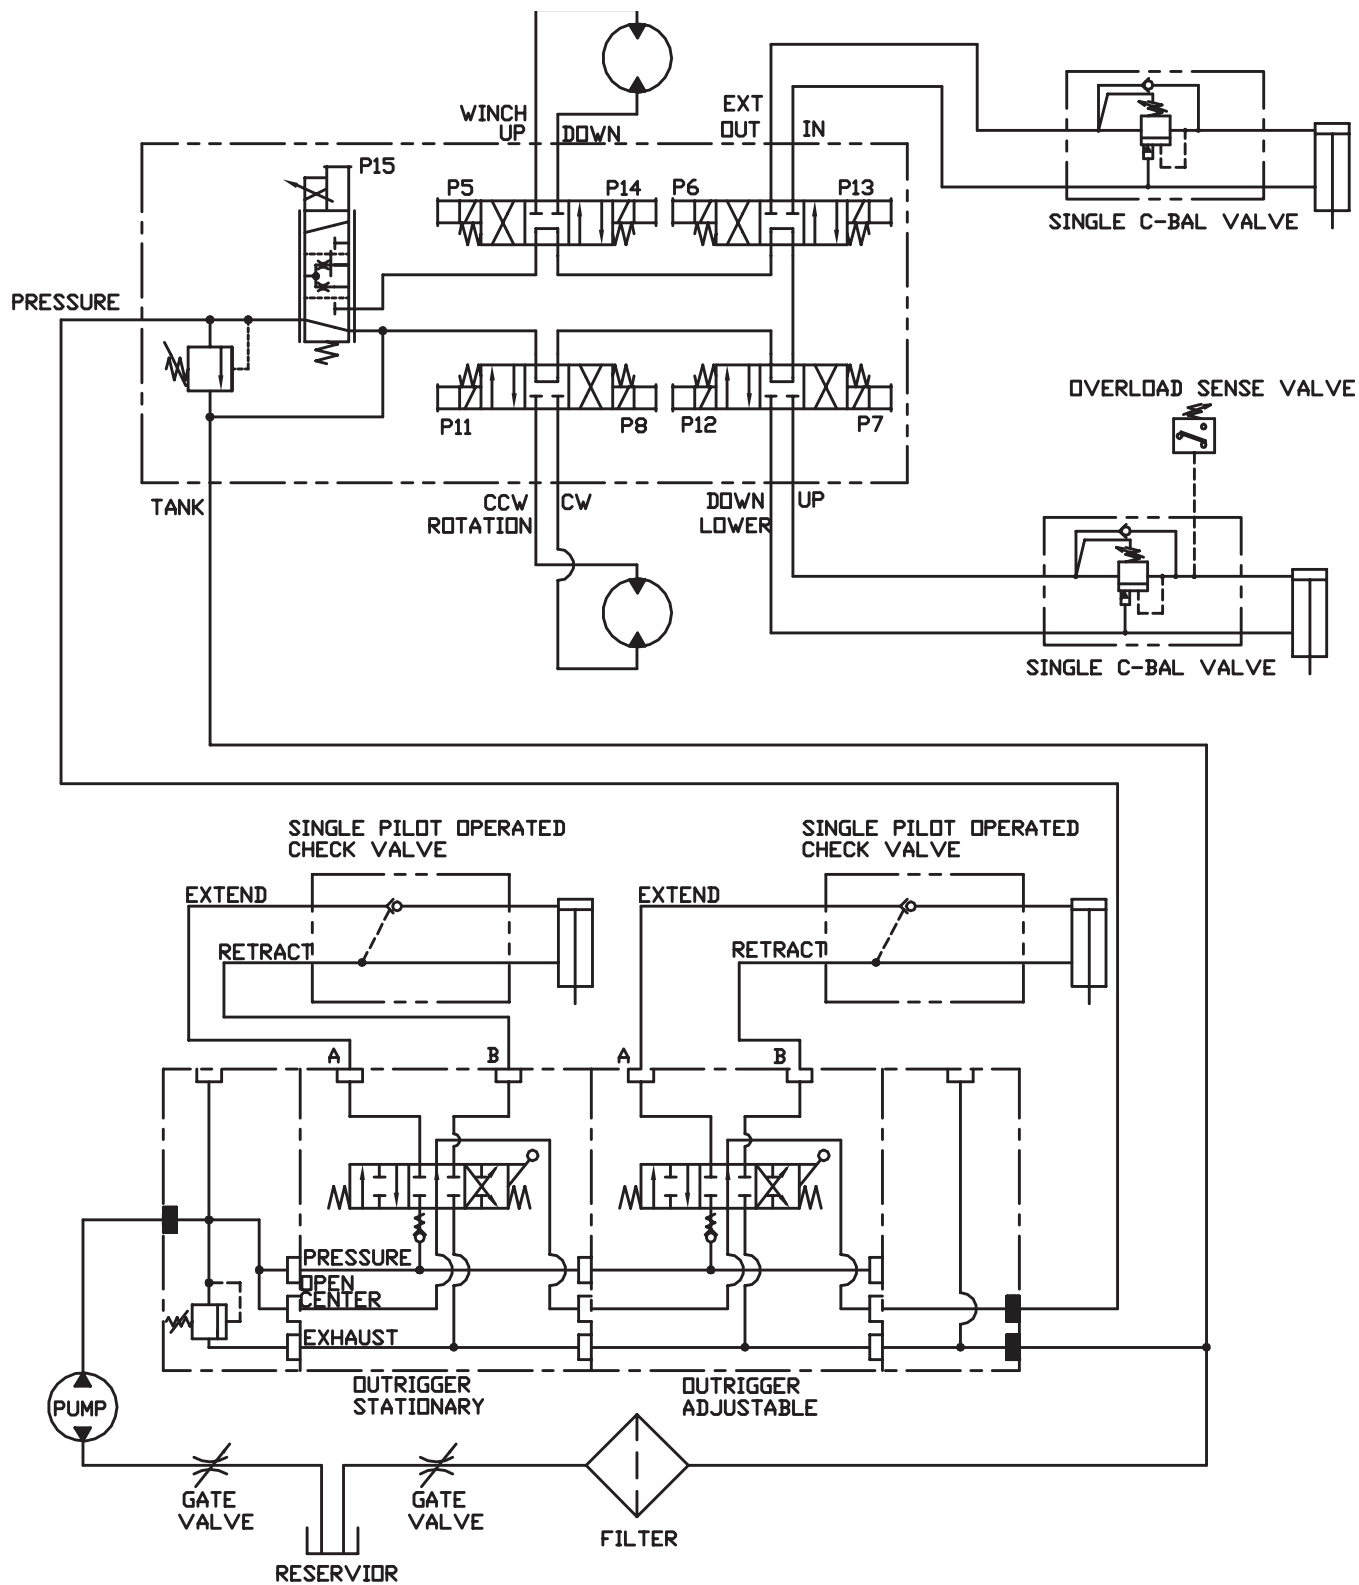 WINCH
UP
DOWN
EXT
OUT
IN
P15
P5
P14
P6
P13
SINGLE C-BAL VALVE
PRESSURE
OVERLOAD SENSE VALVE
P11
P8
P12
P7
TANK
CCW
CW
ROTATION
DOWN
UP
LOWER
SINGLE C-BAL VALVE
SINGLE PILOT OPERATED
CHECK VALVE
SINGLE PILOT OPERATED
CHECK VALVE
EXTEND
EXTEND
RETRACT
RETRACT
A
B
A
B
PRESSURE
OPEN
CENTER
EXHAUST
OUTRIGGER
STATIONARY
OUTRIGGER
ADJUSTABLE
PUMP
GATE
VALVE
GATE
VALVE
FILTER
RESERVIOR